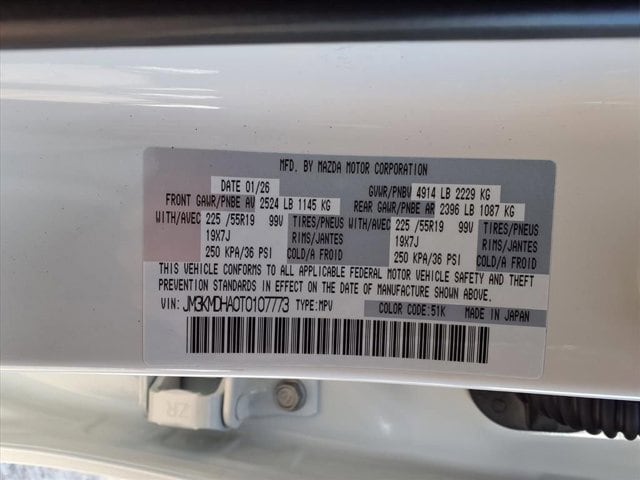 MFD. BY MAZDA MOTOR CORPORATION
DATE 01/26 GVWR/PNBV 4914 LB 2229 KG
FRONT GAWR/PNBE AV 2524 LB 1145 KG REAR GAWR/PNBE AR 2396 LB 1087 KG
WITH/AVEC 225 /55R19 99V TIRES/PNEUS WITH/AVEC 225 /55R19 99V TIRES/PNEUS
19X7J RIMS/JANTES 19X7J RIMS/JANTES
250 KPA/36 PSI COLD/A FROID 250 KPA/36 PSI COLD/A FROID
THIS VEHICLE CONFORMS TO ALL APPLICABLE FEDERAL MOTOR VEHICLE SAFETY AND THEFT
PREVENTION STANDARDS IN EFFECT ON THE DATE OF MANUFACTURE SHOWN ABOVE.
VIN: JM3KMDHA0T0107773 TYPE:MPV COLOR CODE:51K MADE IN JAPAN
ZR